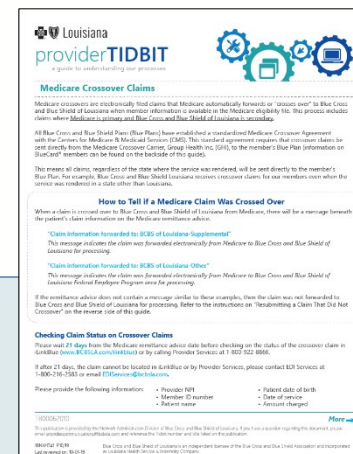 Louisiana
providerTIDBIT
a guide to understanding our processes
Medicare Crossover Claims
Medicare crossovers are electronically filed claims that Medicare automatically forwards or "crosses over" to Blue Cross
and Blue Shield of Louisiana when member information is available in the Medicare eligibility file. This process includes
claims where Medicare is primary and Blue Cross and Blue Shield of Louisiana is secondary.
All Blue Cross and Blue Shield Plans (Blue Plans) have established a standardized Medicare Crossover Agreement
with the Centers for Medicare & Medicaid Services (CMS). This standard agreement requires that crossover claims be
sent directly from the Medicare Crossover Carrier, Group Health Inc. (GHI), to the member's Blue Plan (information on
BlueCard® members can be found on the backside of this guide).
This means all claims, regardless of where the service was rendered, will be sent directly to the member's
Blue Plan. For example, Blue Cross and Blue Shield Louisiana receives crossover claims for our members even when the
service was rendered in a state other than Louisiana.
How to Tell if a Medicare Claim Was Crossed Over
When a claim is crossed over to Blue Cross and Blue Shield of Louisiana from Medicare, there will be a message beneath
the patient's claim information on the Medicare remittance advice.
"Claim information forwarded to: BCBS of Louisiana-Supplemental"
This message indicates the claim was forwarded electronically from Medicare to Blue Cross and Blue Shield of
Louisiana for processing.
"Claim information forwarded to: BCBS of Louisiana-Other"
This message indicates the claim was forwarded electronically from Medicare to Blue Cross and Blue Shield of
Louisiana Federal Employee Program area for processing.
If the remittance advice does not contain a message similar to these examples, then the claim was not forwarded to
Blue Cross and Blue Shield of Louisiana for processing. Refer to the instructions on "Resubmitting a Claim That Did Not
Crossover" on the reverse side of this guide.
Checking Claim Status on Crossover Claims
Please wait 21 days from the Medicare remittance advice date before checking on the status of the crossover claim in
iLinkBlue (www.BCBSLA.com/ilinkblue) or by calling Provider Services at 1-800-922-8866.
If after 21 days, the claim cannot be located in iLinkBlue or by Provider Services, please contact EDI Services at
or email EDIServices@bcbsla.com.
Please provide the following information:
• Provider NPI
• Member ID number
• Patient name
• Patient date of birth
• Date of service
• Amount charged
More